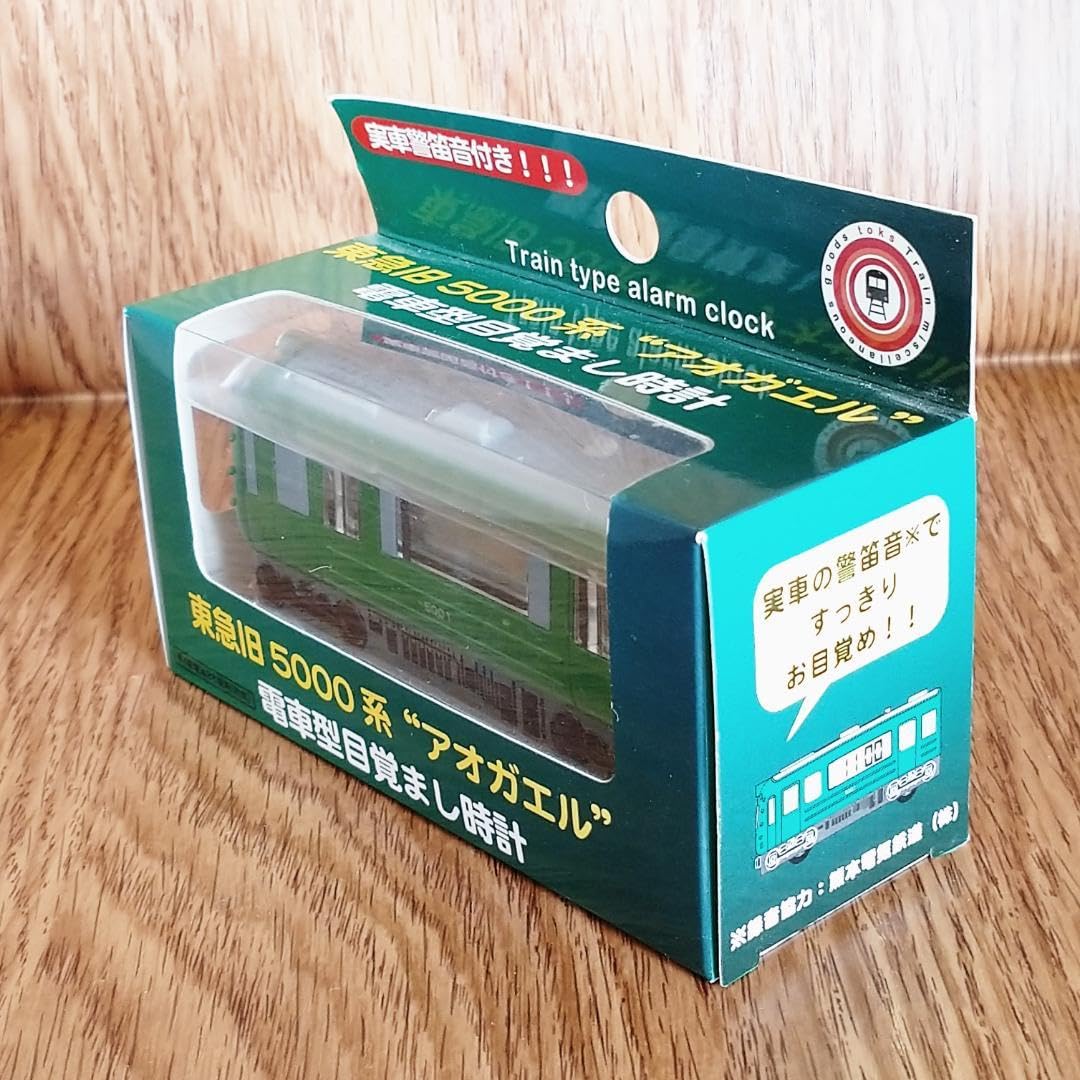 実車警笛音付き!!!
Train type alarm clock
toks Train miscellaneous goods
東急旧5000系 “アオガエル”
電車型目覚まし時計
5001
東急旧5000系 “アオガエル”
電車型目覚まし時計
実車の警笛音※で
すっきり
お目覚め!!
11:00
※録音協力:熊本電気鉄道(株)